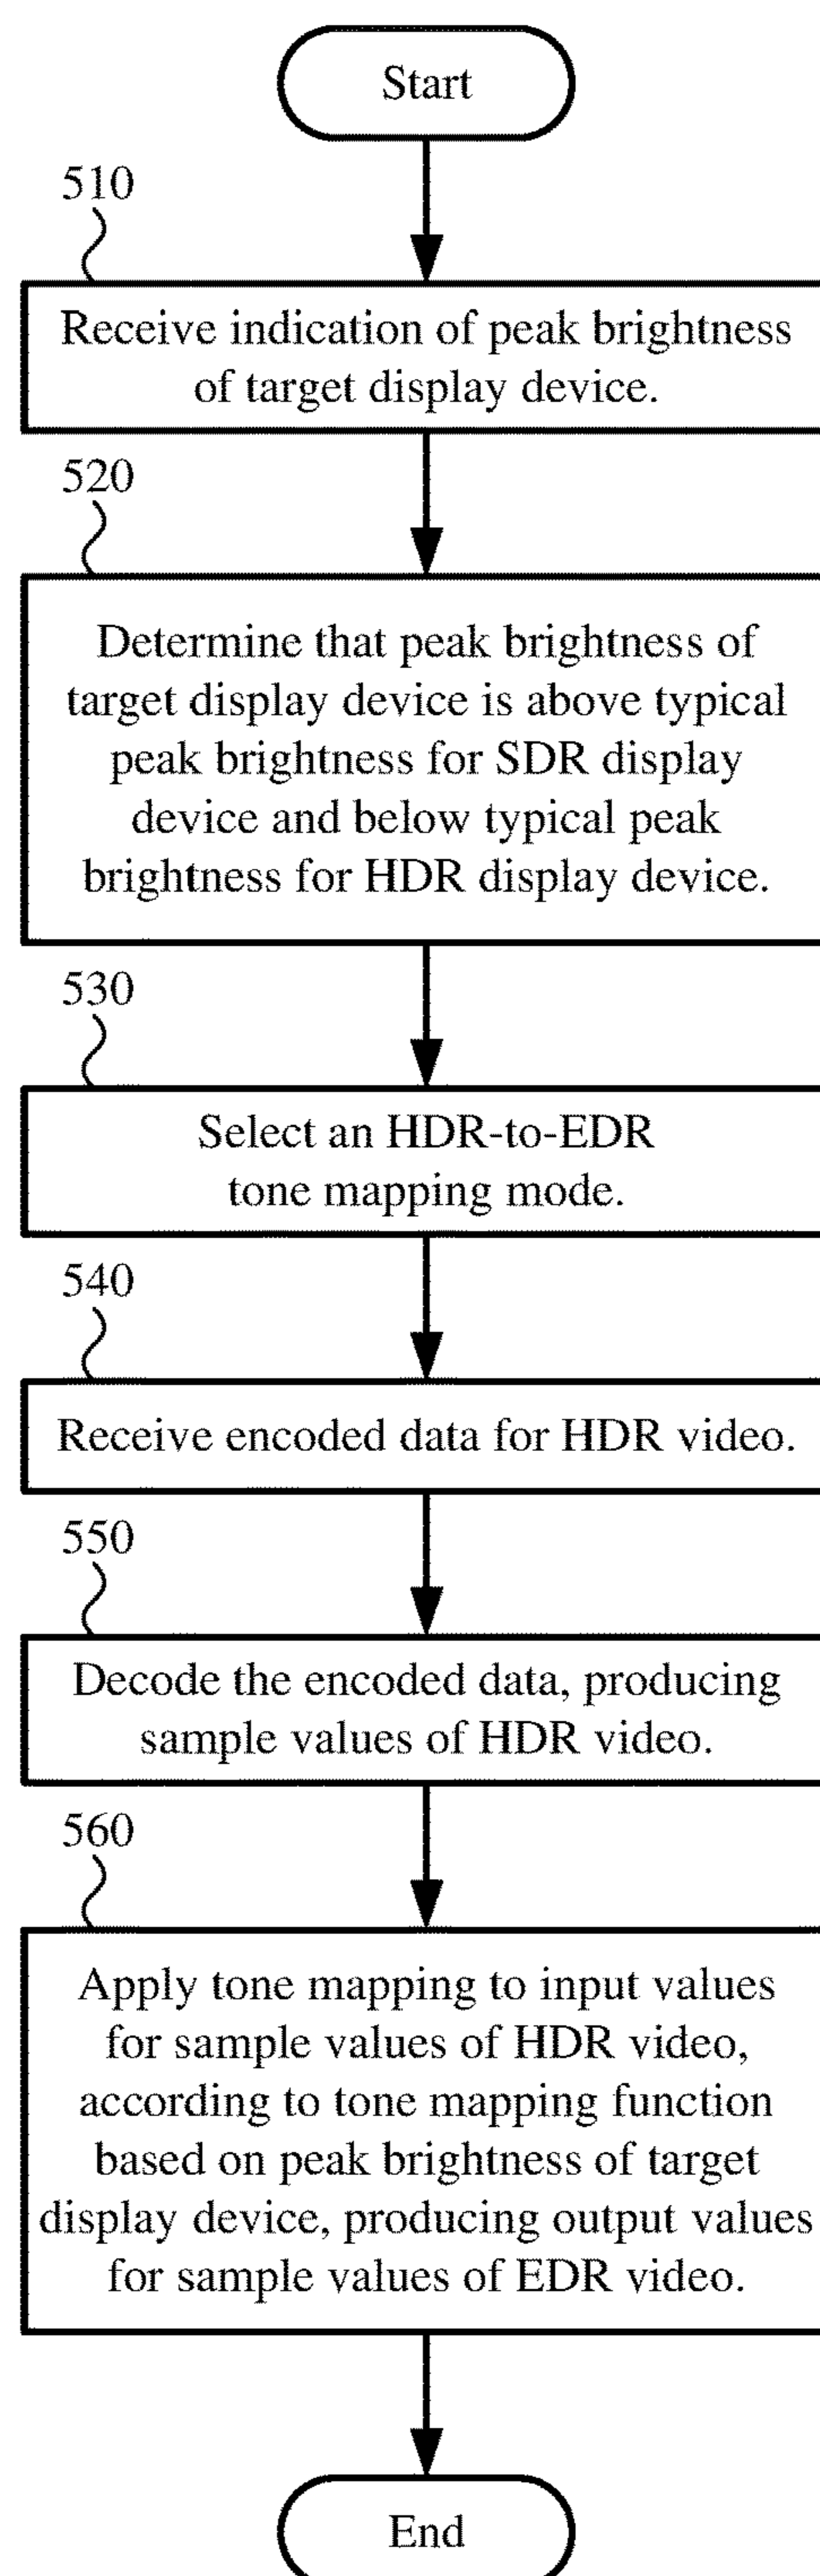 Start
510
Receive indication of peak brightness
of target display device.
520
Determine that peak brightness of
target display device is above typical
peak brightness for SDR display
device and below typical peak
brightness for HDR display device.
530
Select an HDR-to-EDR
tone mapping mode.
540
Receive encoded data for HDR video.
550
Decode the encoded data, producing
sample values of HDR video.
560
Apply tone mapping to input values
for sample values of HDR video,
according to tone mapping function
based on peak brightness of target
display device, producing output values
for sample values of EDR video.
End